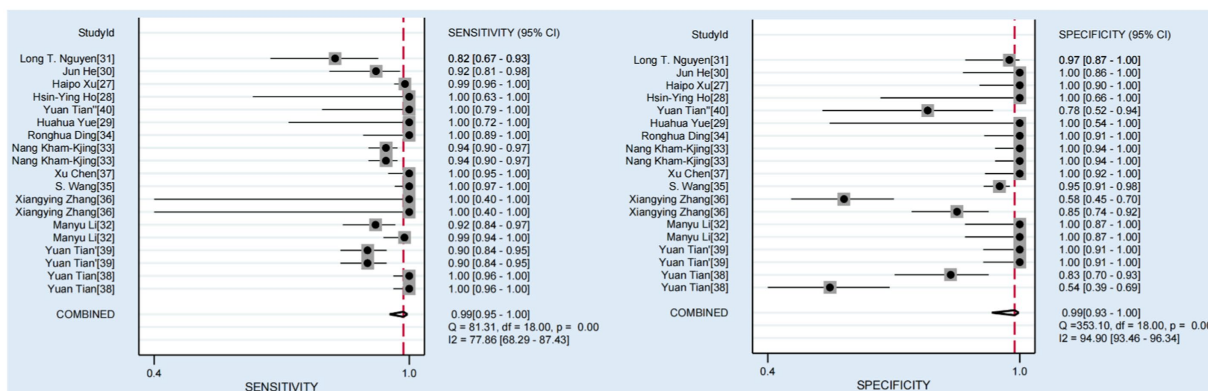 StudyId SENSITIVITY (95% CI)
Long T. Nguyen[31] 0.82 [0.67 - 0.93]
Jun He[30] 0.92 [0.81 - 0.98]
Haipo Xu[27] 0.99 [0.96 - 1.00]
Hsin-Ying Ho[28] 1.00 [0.63 - 1.00]
Yuan Tian"[40] 1.00 [0.79 - 1.00]
Huahua Yue[29] 1.00 [0.72 - 1.00]
Ronghua Ding[34] 1.00 [0.89 - 1.00]
Nang Kham-Kjing[33] 0.94 [0.90 - 0.97]
Nang Kham-Kjing[33] 0.94 [0.90 - 0.97]
Xu Chen[37] 1.00 [0.95 - 1.00]
S. Wang[35] 1.00 [0.97 - 1.00]
Xiangying Zhang[36] 1.00 [0.40 - 1.00]
Xiangying Zhang[36] 1.00 [0.40 - 1.00]
Manyu Li[32] 0.92 [0.84 - 0.97]
Manyu Li[32] 0.99 [0.94 - 1.00]
Yuan Tian'[39] 0.90 [0.84 - 0.95]
Yuan Tian'[39] 0.90 [0.84 - 0.95]
Yuan Tian[38] 1.00 [0.96 - 1.00]
Yuan Tian[38] 1.00 [0.96 - 1.00]
COMBINED 0.99[0.95 - 1.00]
Q = 81.31, df = 18.00, p = 0.00
I2 = 77.86 [68.29 - 87.43]
0.4 1.0
SENSITIVITY
StudyId SPECIFICITY (95% CI)
Long T. Nguyen[31] 0.97 [0.87 - 1.00]
Jun He[30] 1.00 [0.86 - 1.00]
Haipo Xu[27] 1.00 [0.90 - 1.00]
Hsin-Ying Ho[28] 1.00 [0.66 - 1.00]
Yuan Tian"[40] 0.78 [0.52 - 0.94]
Huahua Yue[29] 1.00 [0.54 - 1.00]
Ronghua Ding[34] 1.00 [0.91 - 1.00]
Nang Kham-Kjing[33] 1.00 [0.94 - 1.00]
Nang Kham-Kjing[33] 1.00 [0.94 - 1.00]
Xu Chen[37] 1.00 [0.92 - 1.00]
S. Wang[35] 0.95 [0.91 - 0.98]
Xiangying Zhang[36] 0.58 [0.45 - 0.70]
Xiangying Zhang[36] 0.85 [0.74 - 0.92]
Manyu Li[32] 1.00 [0.87 - 1.00]
Manyu Li[32] 1.00 [0.87 - 1.00]
Yuan Tian'[39] 1.00 [0.91 - 1.00]
Yuan Tian'[39] 1.00 [0.91 - 1.00]
Yuan Tian[38] 0.83 [0.70 - 0.93]
Yuan Tian[38] 0.54 [0.39 - 0.69]
COMBINED 0.99[0.93 - 1.00]
Q =353.10, df = 18.00, p = 0.00
I2 = 94.90 [93.46 - 96.34]
0.4 1.0
SPECIFICITY